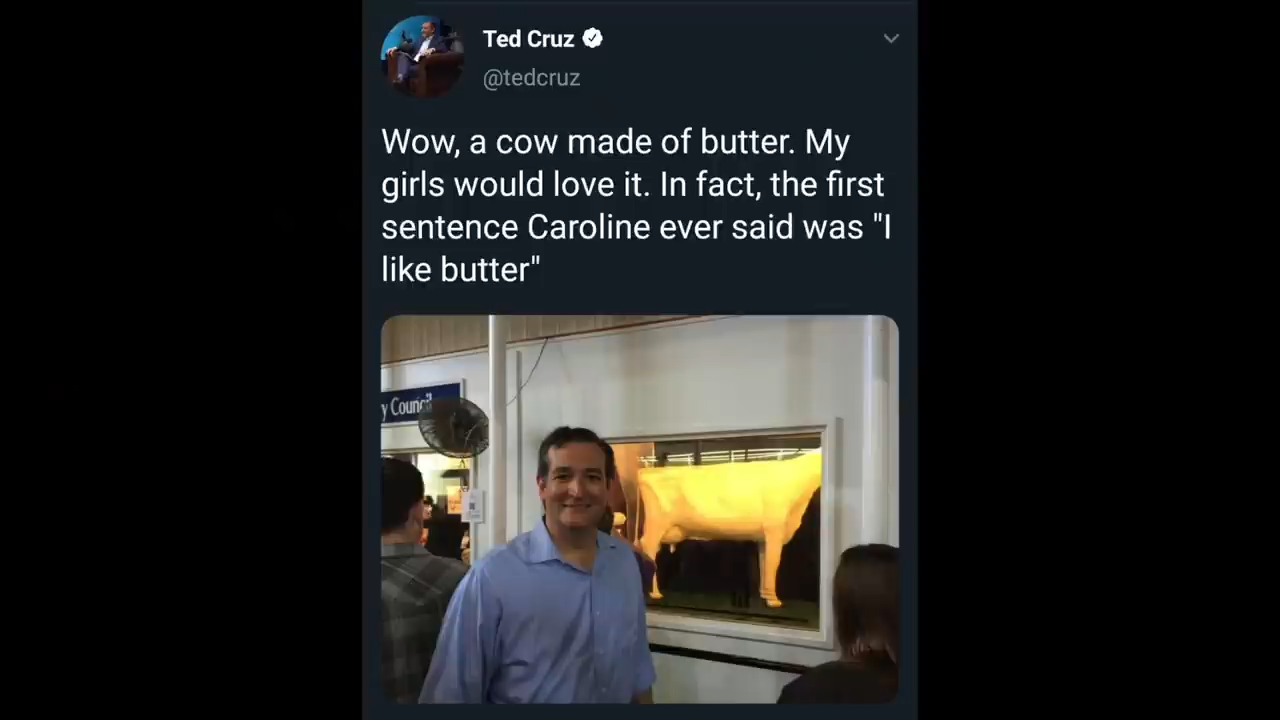 Ted Cruz
@tedcruz
Wow, a cow made of butter. My
girls would love it. In fact, the first
sentence Caroline ever said was "I
like butter"
y Council